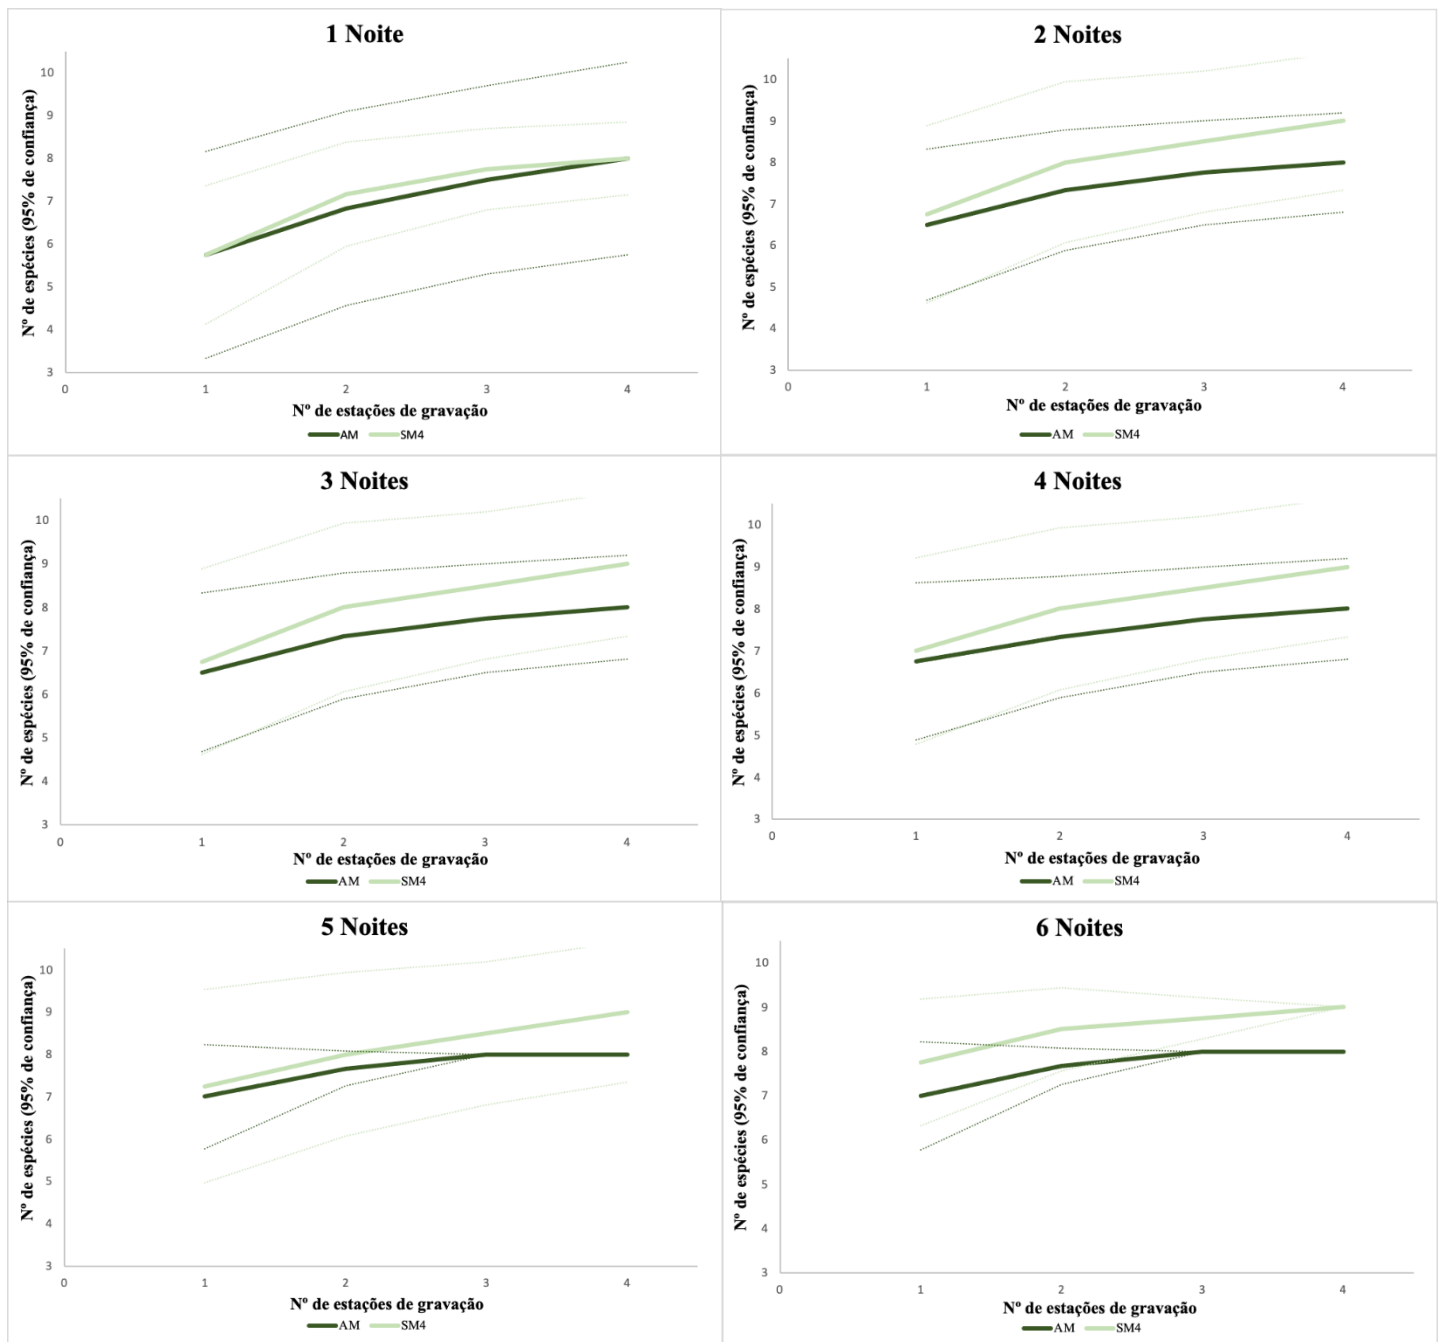 1 Noite
Nº de espécies (95% de confiança)
10
9
8
7
6
5
4
3
0
1
2
3
4
Nº de estações de gravação
AM
SM4
2 Noites
Nº de espécies (95% de confiança)
10
9
8
7
6
5
4
3
0
1
2
3
4
Nº de estações de gravação
AM
SM4
3 Noites
Nº de espécies (95% de confiança)
10
9
8
7
6
5
4
3
0
1
2
3
4
Nº de estações de gravação
AM
SM4
4 Noites
Nº de espécies (95% de confiança)
10
9
8
7
6
5
4
3
0
1
2
3
4
Nº de estações de gravação
AM
SM4
5 Noites
Nº de espécies (95% de confiança)
10
9
8
7
6
5
4
3
0
1
2
3
4
Nº de estações de gravação
AM
SM4
6 Noites
Nº de espécies (95% de confiança)
10
9
8
7
6
5
4
3
0
1
2
3
4
Nº de estações de gravação
AM
SM4